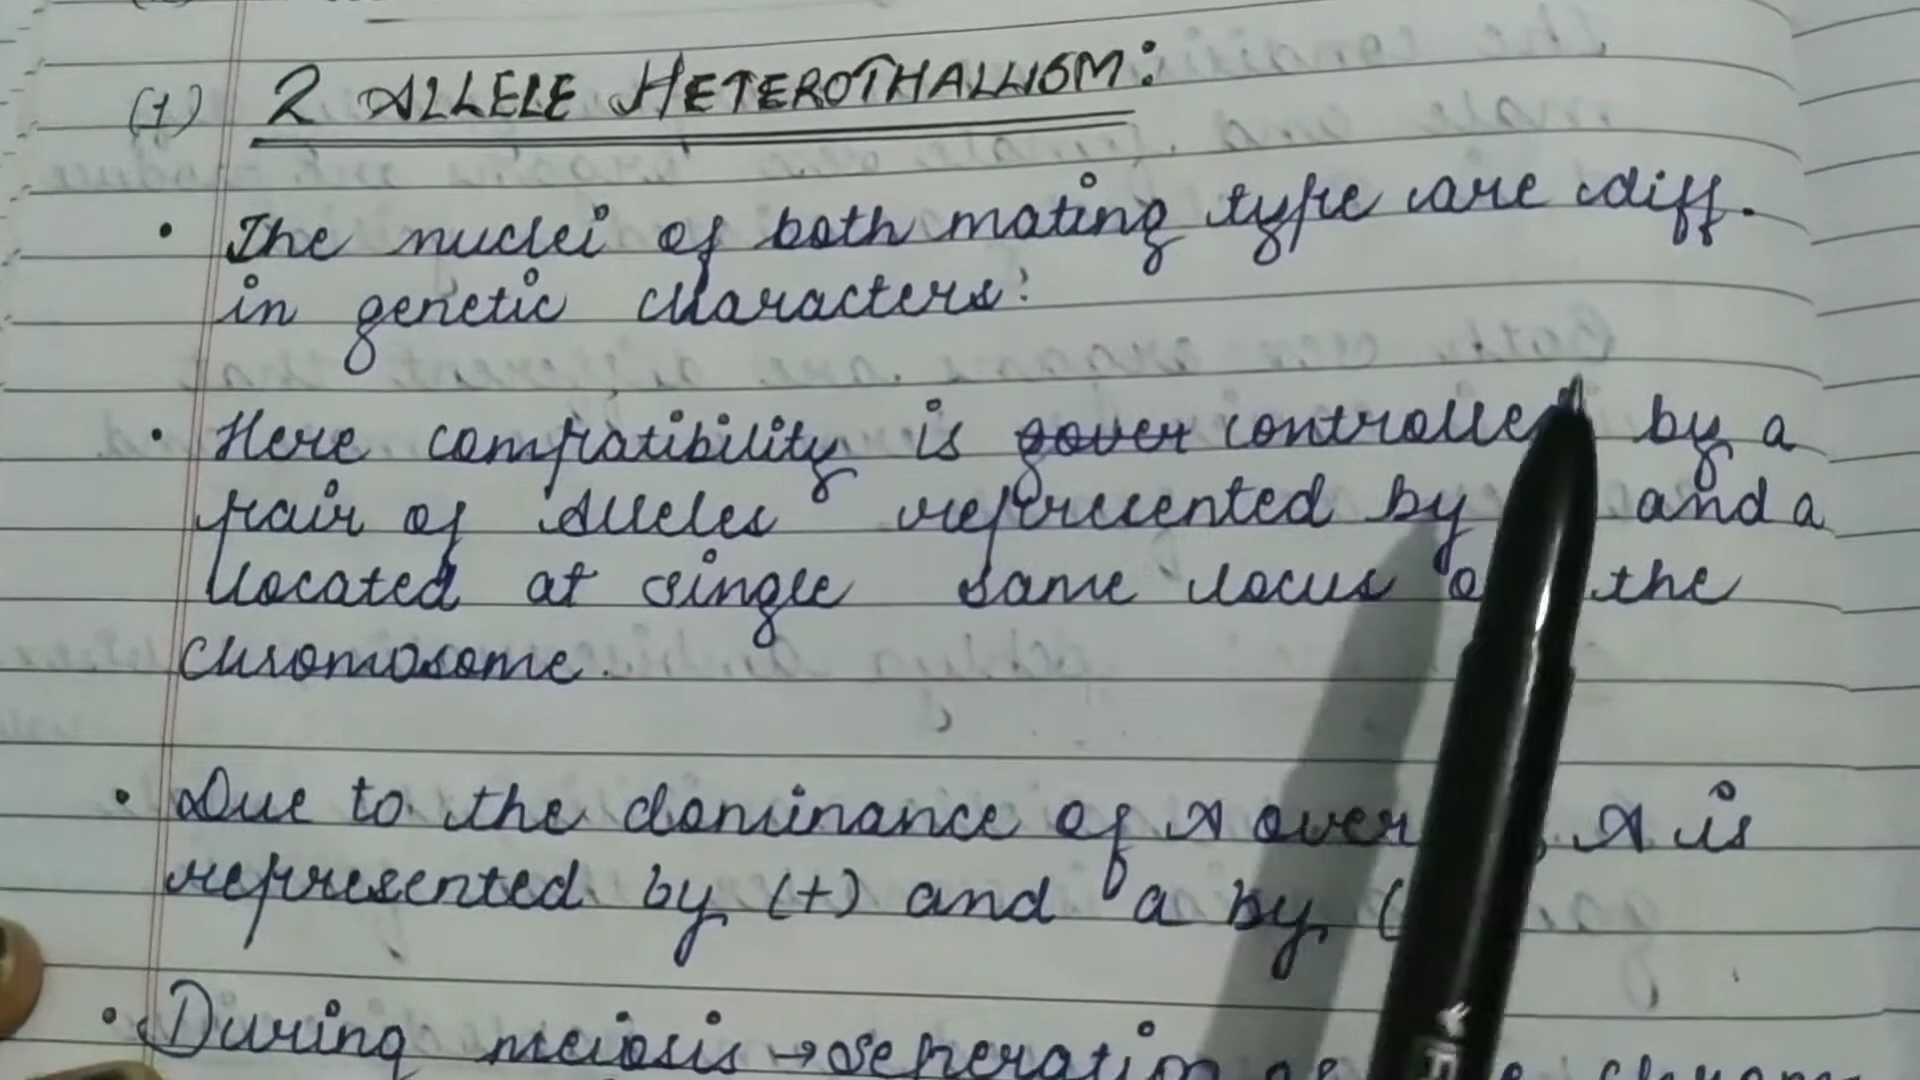 (1) 2 ALLELE HETEROTHALLISM:
• The nuclei of both mating type are diff.
in genetic characters:
• Here compatibility is gover controlled by a
pair of Alleles represented by and a
located at single same locus the
chromosome.
• Due to the dominance of A over , A is
represented by (+) and a by (
• During meiosis → seperation